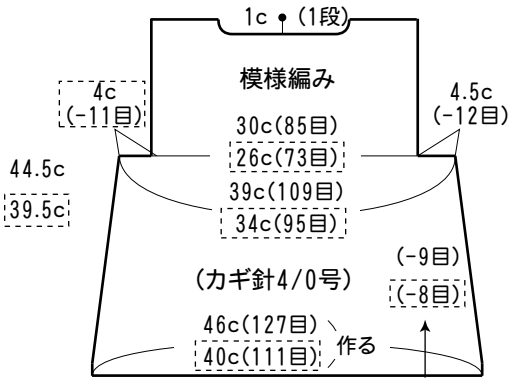 1c (1段)
模様編み
4c
(-11目)
4.5c
(-12目)
30c(85目)
26c(73目)
44.5c
39.5c
39c(109目)
34c(95目)
(-9目)
(-8目)
(カギ針4/0号)
46c(127目)
40c(111目)
作る